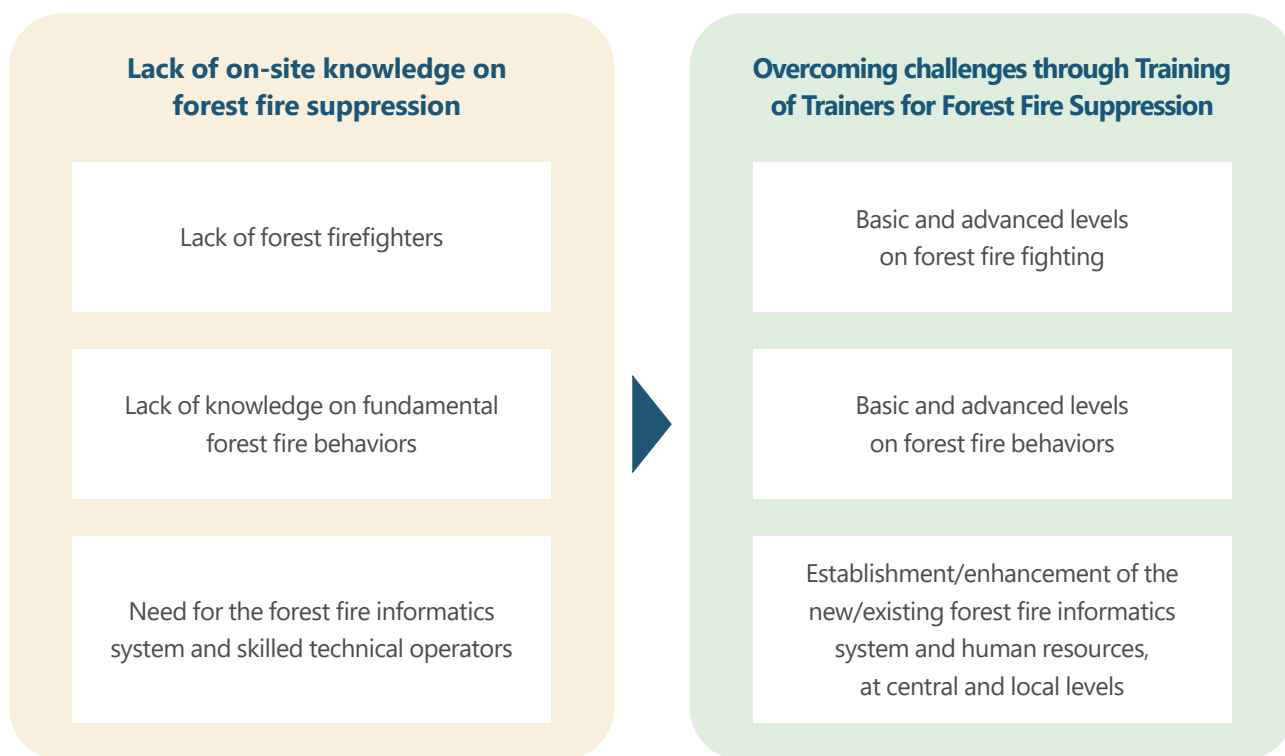 Lack of on-site knowledge on
forest fire suppression
Lack of forest firefighters
Lack of knowledge on fundamental
forest fire behaviors
Need for the forest fire informatics
system and skilled technical operators
Overcoming challenges through Training
of Trainers for Forest Fire Suppression
Basic and advanced levels
on forest fire fighting
Basic and advanced levels
on forest fire behaviors
Establishment/enhancement of the
new/existing forest fire informatics
system and human resources,
at central and local levels